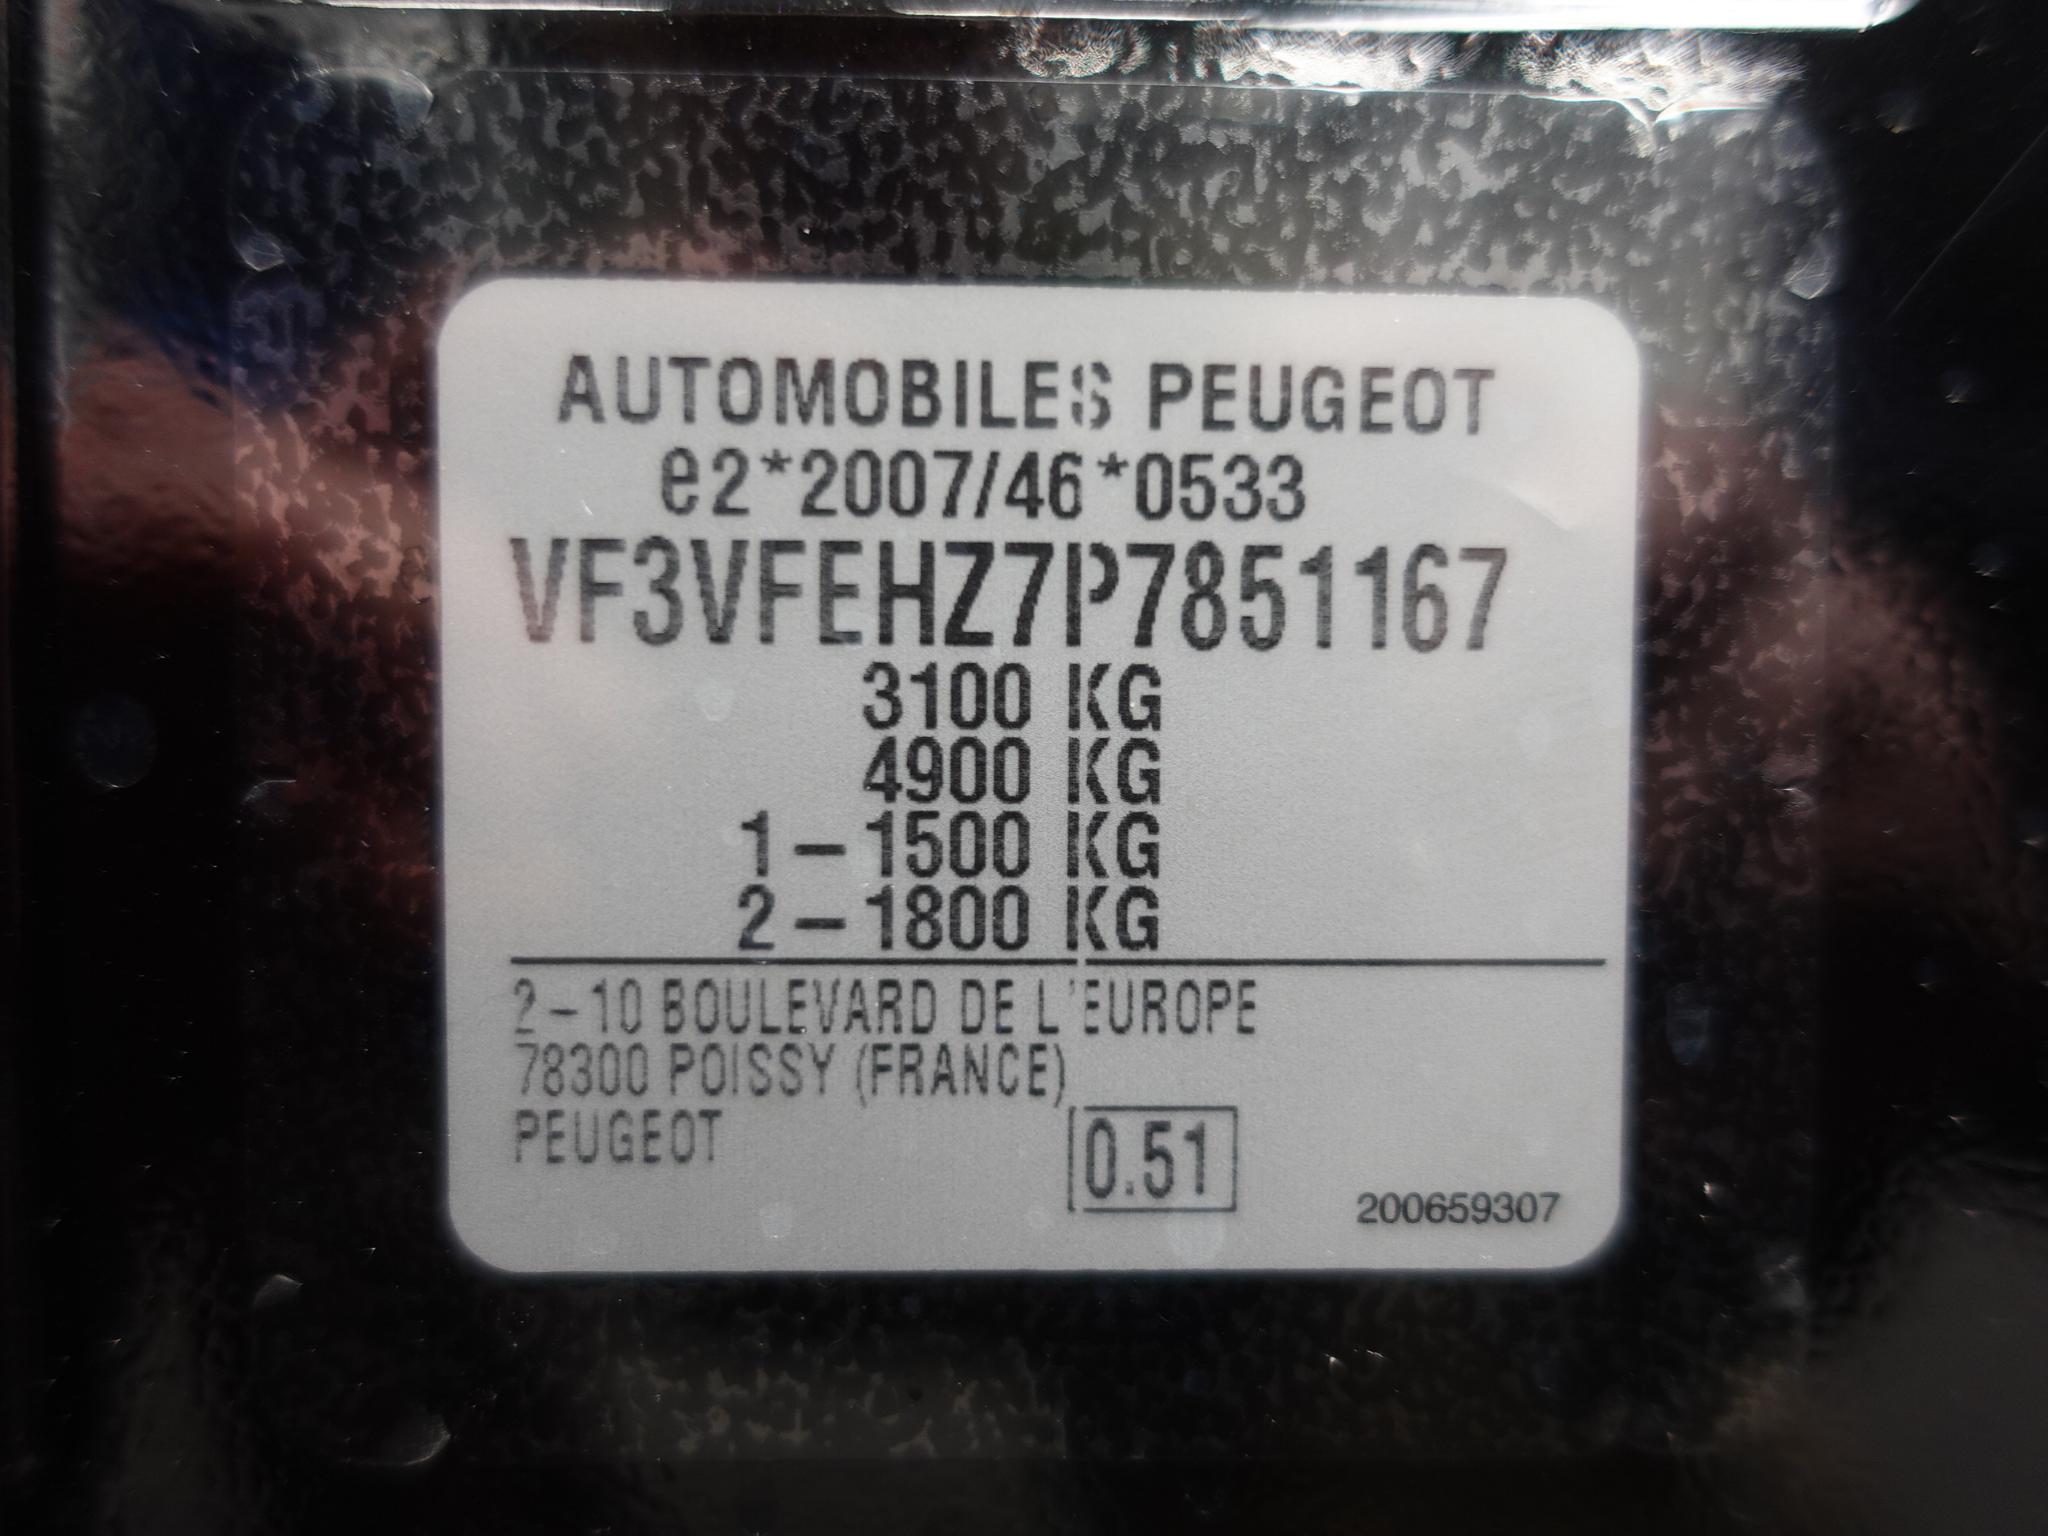 AUTOMOBILES PEUGEOT
e2*2007/46*0533
VF3VFEHZ7P7851167
3100 KG
4900 KG
1-1500 KG
2-1800 KG
2-10 BOULEVARD DE L'EUROPE
78300 POISSY (FRANCE)
PEUGEOT
0.51
200659307